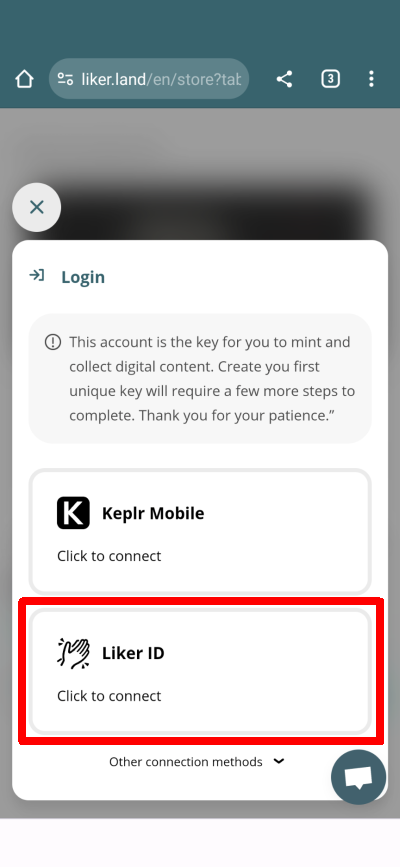 liker.land/en/store?tab
3
Login
This account is the key for you to mint and
collect digital content. Create you first
unique key will require a few more steps to
complete. Thank you for your patience.”
Keplr Mobile
Click to connect
Liker ID
Click to connect
Other connection methods